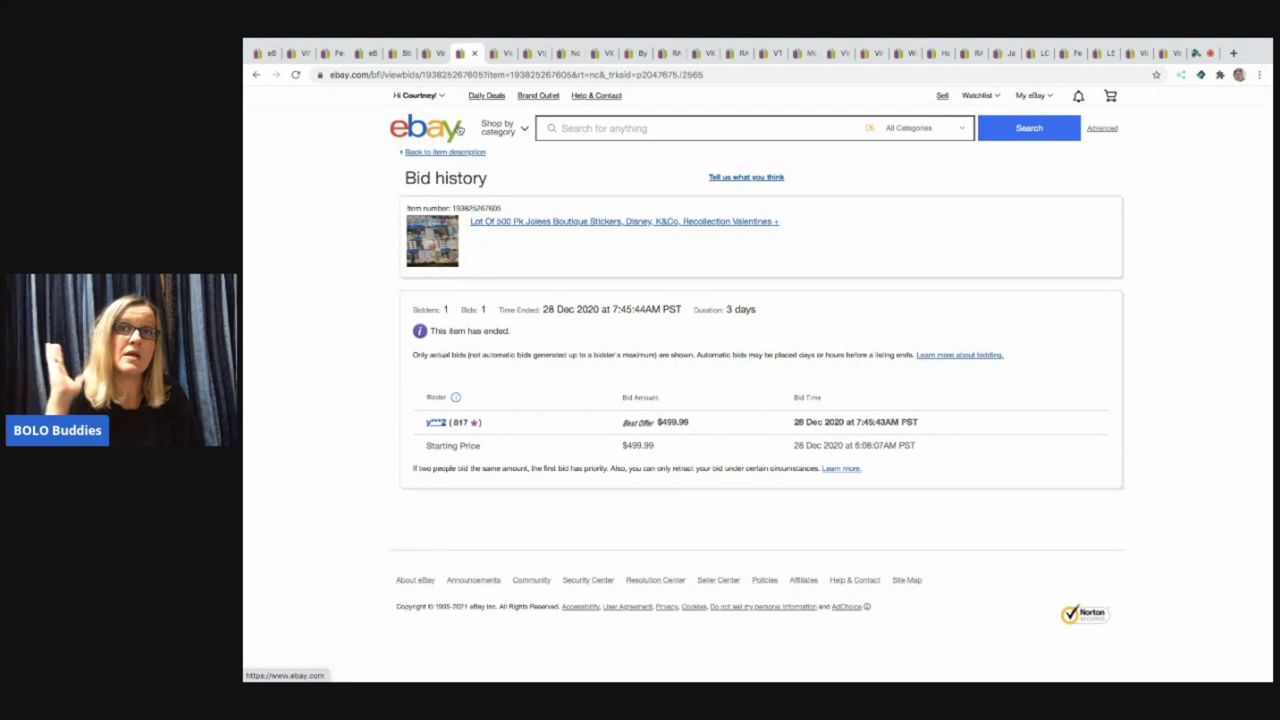 ebay.com/bfl/viewbids/193825267605?item=193825267605&rt=nc&_trksid=p2047675.l2565
Hi Courtney! Daily Deals Brand Outlet Help & Contact Sell Watchlist My eBay
ebay Shop by category Search for anything All Categories Search Advanced
Back to item description
Bid history Tell us what you think
Item number: 193825267605
Lot Of 500 Pk Jolees Boutique Stickers, Disney, K&Co, Recollection Valentines +
Bidders: 1 Bids: 1 Time Ended: 28 Dec 2020 at 7:45:44AM PST Duration: 3 days
This item has ended.
Only actual bids (not automatic bids generated up to a bidder's maximum) are shown. Automatic bids may be placed days or hours before a listing ends. Learn more about bidding.
Bidder Bid Amount Bid Time
y***2 (817) Best Offer $499.99 28 Dec 2020 at 7:45:43AM PST
Starting Price $499.99 28 Dec 2020 at 6:08:07AM PST
If two people bid the same amount, the first bid has priority. Also, you can only retract your bid under certain circumstances. Learn more.
BOLO Buddies
About eBay Announcements Community Security Center Resolution Center Seller Center Policies Affiliates Help & Contact Site Map
Copyright © 1995-2021 eBay Inc. All Rights Reserved. Accessibility, User Agreement, Privacy, Cookies, Do not sell my personal information and AdChoice
Norton
SECURED
https://www.ebay.com